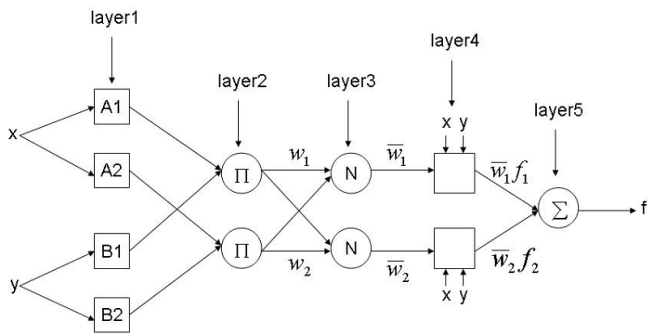 layer1
layer4
layer2
layer3
layer5
A1
x
x y
w₁
w̅₁
w̅₁f₁
A2
Π
N
Σ
f
B1
Π
N
y
w₂
w̅₂
w̅₂f₂
B2
x y